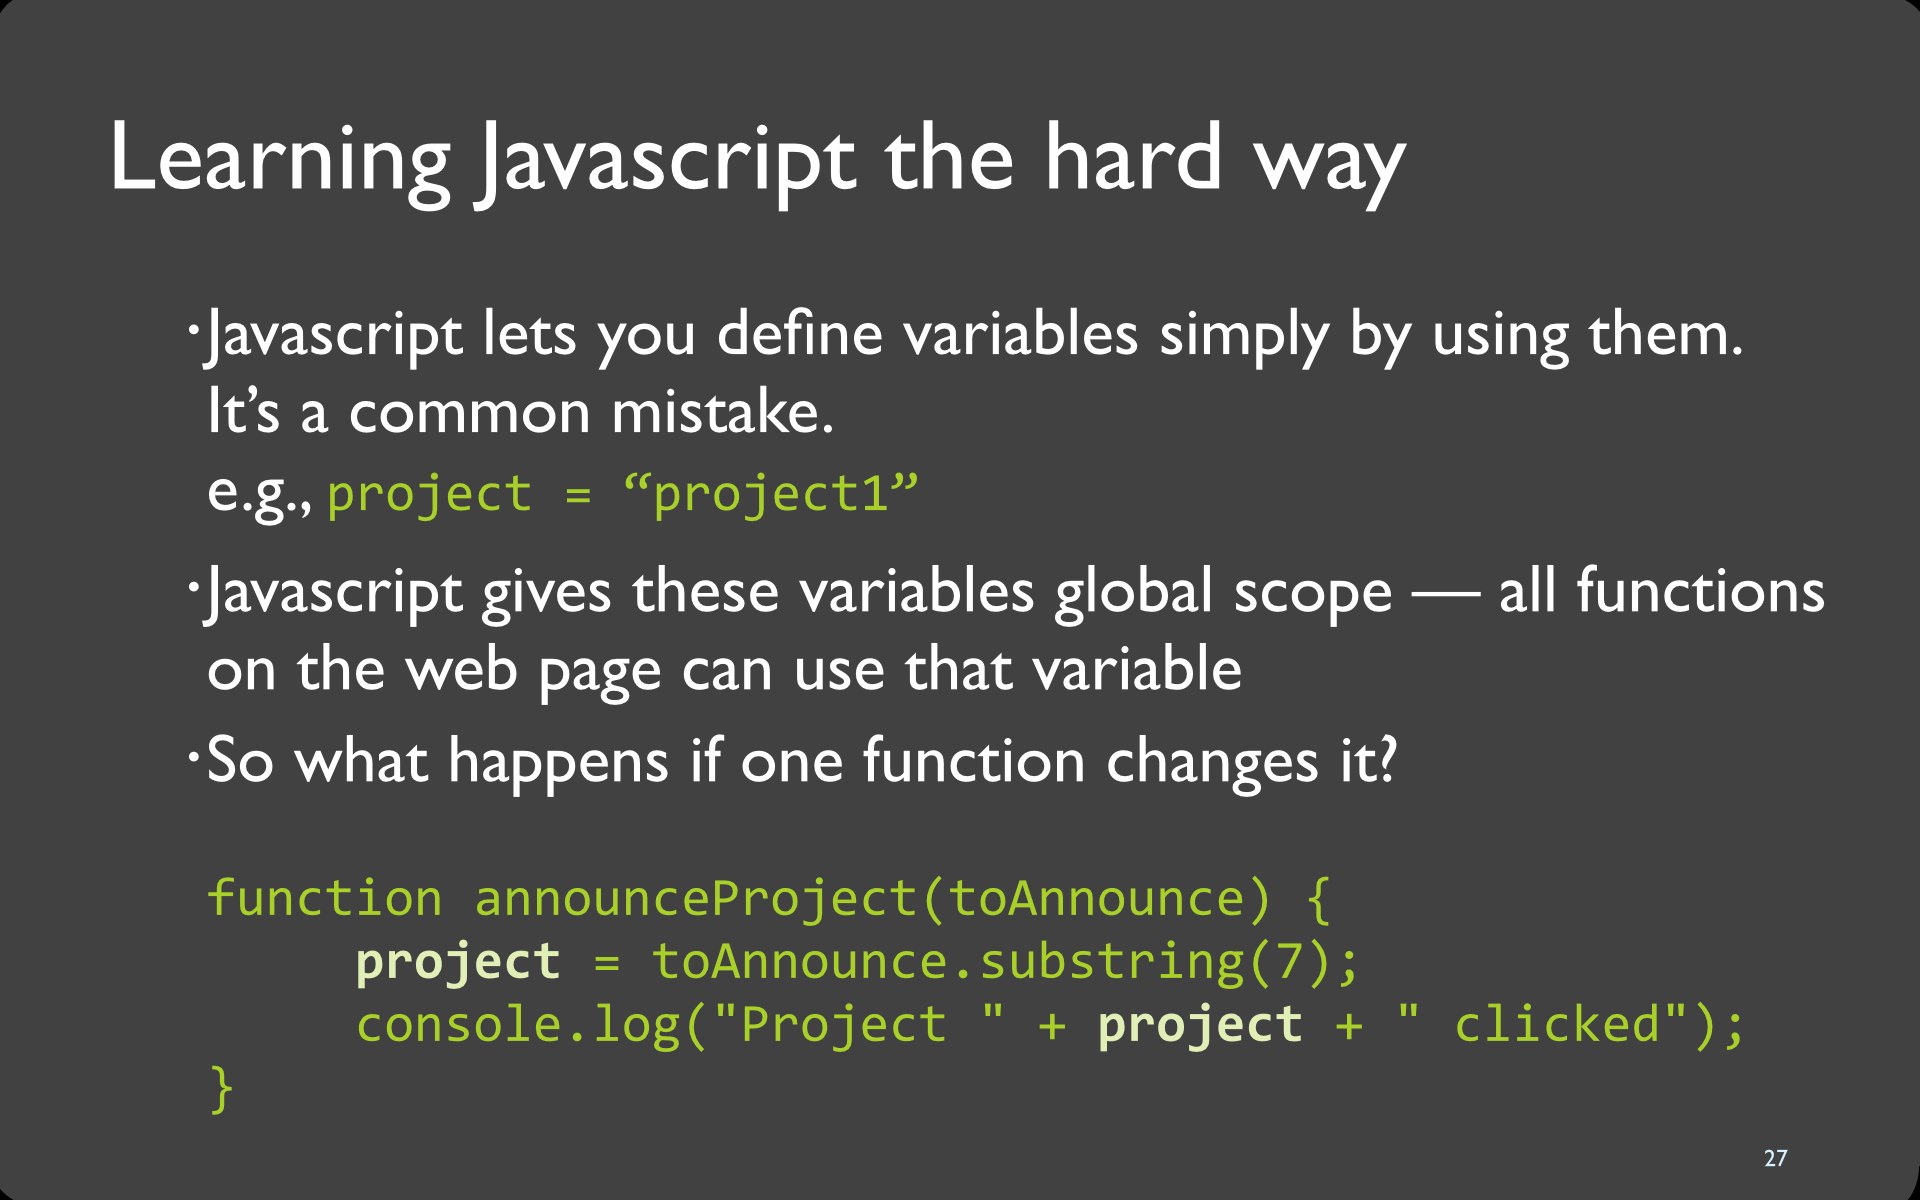 Learning Javascript the hard way
•Javascript lets you define variables simply by using them.
It’s a common mistake.
e.g., project = “project1”
•Javascript gives these variables global scope — all functions
on the web page can use that variable
•So what happens if one function changes it?
function announceProject(toAnnounce) {
     project = toAnnounce.substring(7);
     console.log("Project " + project + " clicked");
}
27